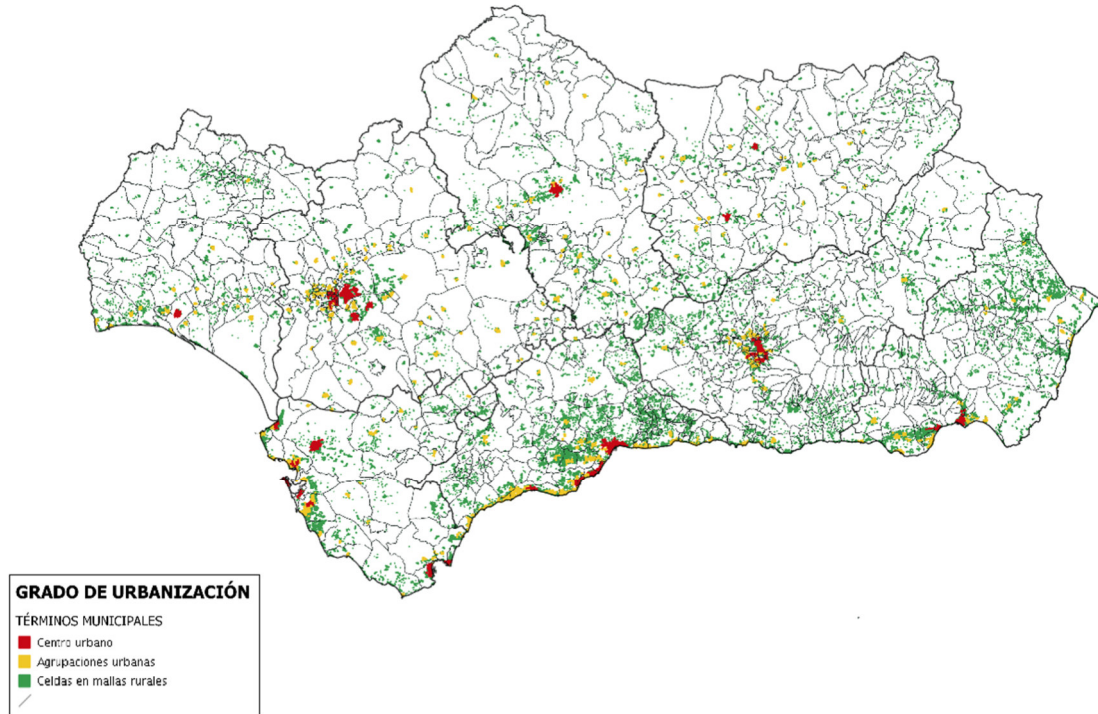 GRADO DE URBANIZACIÓN
TÉRMINOS MUNICIPALES
Centro urbano
Agrupaciones urbanas
Celdas en mallas rurales